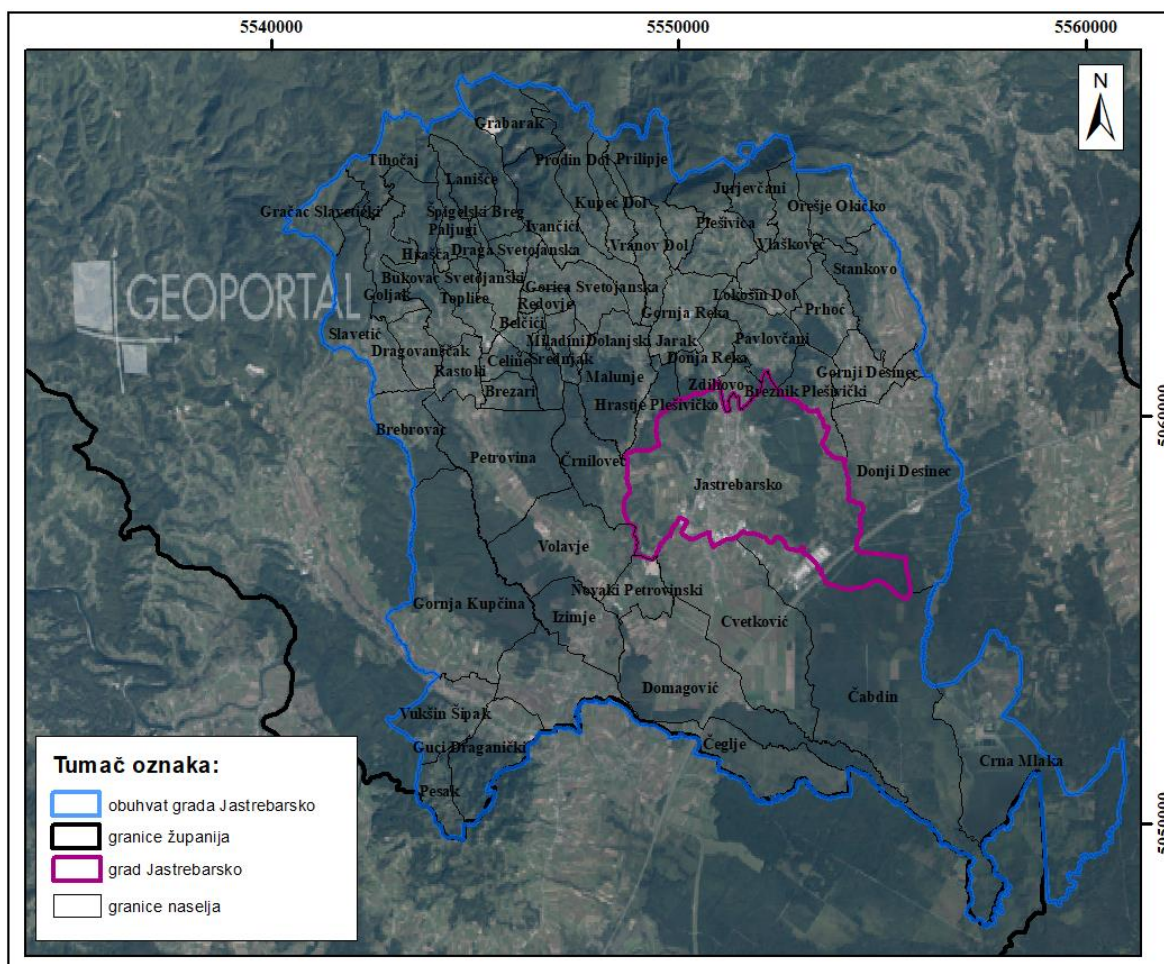 5540000
5550000
5560000
N
Grabarak
Tihočaj
Prodin Dol
Prilipje
Lanišće
Jurjevčani
Kupeć Dol
Orešje Okičko
Gračac Slavetički
Špigelski Breg
Plešivica
Paljugi
Ivančići
Vranov Dol
Vlaškovec
Hrašća
Draga Svetojanska
Stankovo
Bukovac Svetojanski
Gorica Svetojanska
Goljak
Toplice
Redovje
Lokošin Dol
Prhoć
GEOPORTAL
Gornja Reka
Belčići
Slavetić
Miladini
Dolanjski Jarak
Pavlovčani
Dragovanščak
Celine
Srednjak
Donja Reka
Rastoki
Malunje
Gornji Desinec
Zdihovo
Brezari
Breznik Plešivički
Hrastje Plešivičko
5060000
Brebrovac
Petrovina
Črnilovec
Donji Desinec
Jastrebarsko
Volavje
Novaki Petrovinski
Gornja Kupčina
Izimje
Cvetković
Domagović
Čabdin
Vukšin Šipak
Guci Draganički
Čeglje
Crna Mlaka
Pesak
5050000
Tumač oznaka:
obuhvat grada Jastrebarsko
granice županija
grad Jastrebarsko
granice naselja